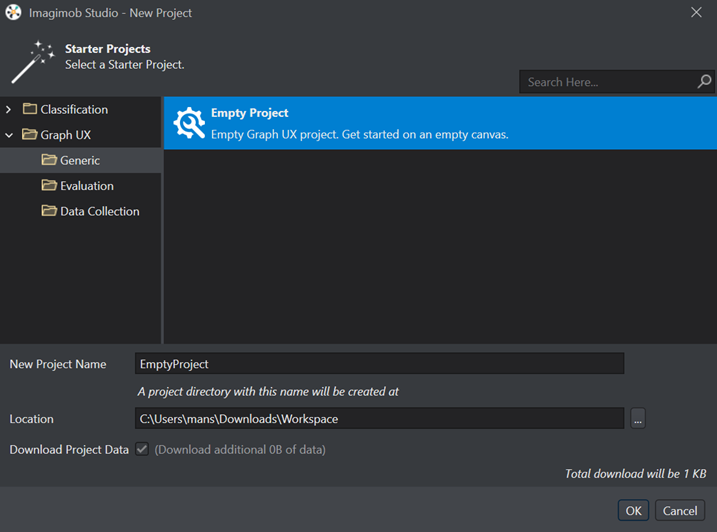 Imagimob Studio - New Project
Starter Projects
Select a Starter Project.
Search Here...
Classification
Graph UX
Generic
Evaluation
Data Collection
Empty Project
Empty Graph UX project. Get started on an empty canvas.
New Project Name
EmptyProject
A project directory with this name will be created at
Location
C:\Users\mans\Downloads\Workspace
...
Download Project Data
(Download additional 0B of data)
Total download will be 1 KB
OK
Cancel